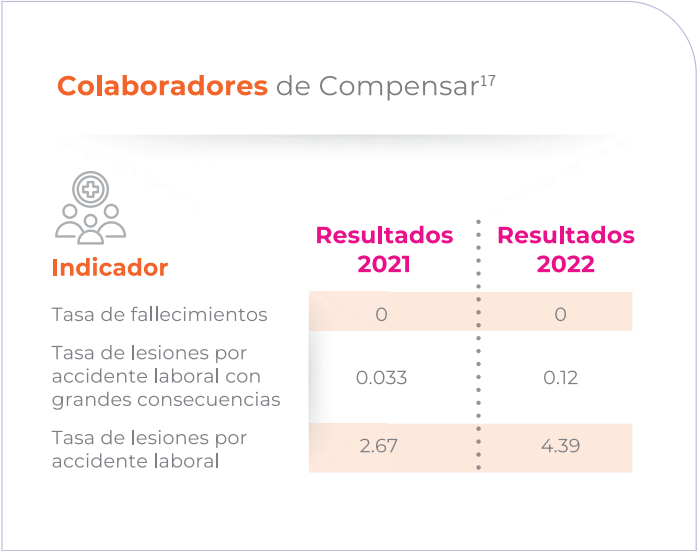 Colaboradores de Compensar17
Indicador
Resultados 2021
Resultados 2022
Tasa de fallecimientos
0
0
Tasa de lesiones por
accidente laboral con
grandes consecuencias
0.033
0.12
Tasa de lesiones por
accidente laboral
2.67
4.39